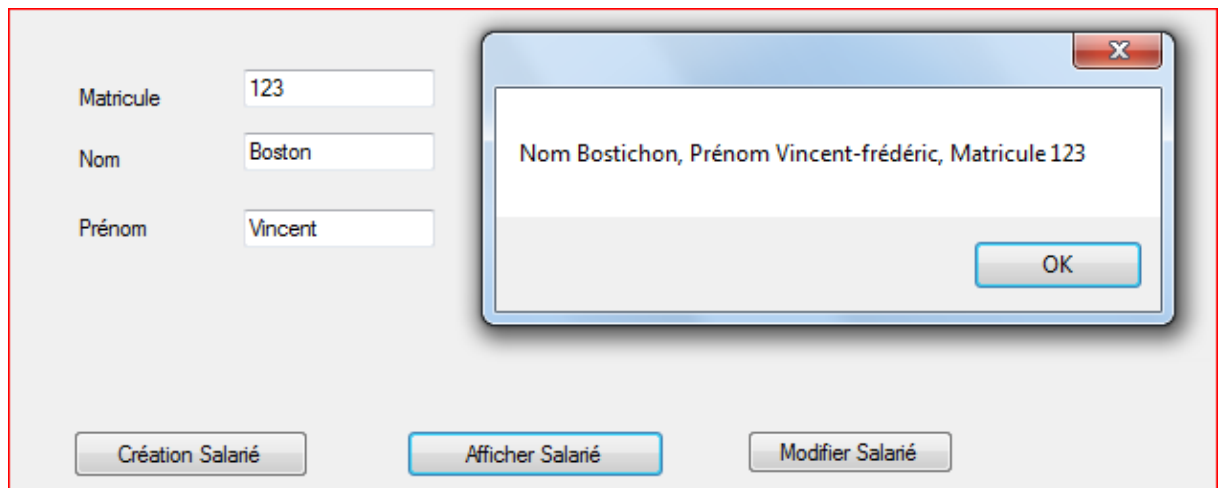 Matricule
123
Nom
Boston
Prénom
Vincent
Nom Bostichon, Prénom Vincent-frédéric, Matricule 123
OK
Création Salarié
Afficher Salarié
Modifier Salarié